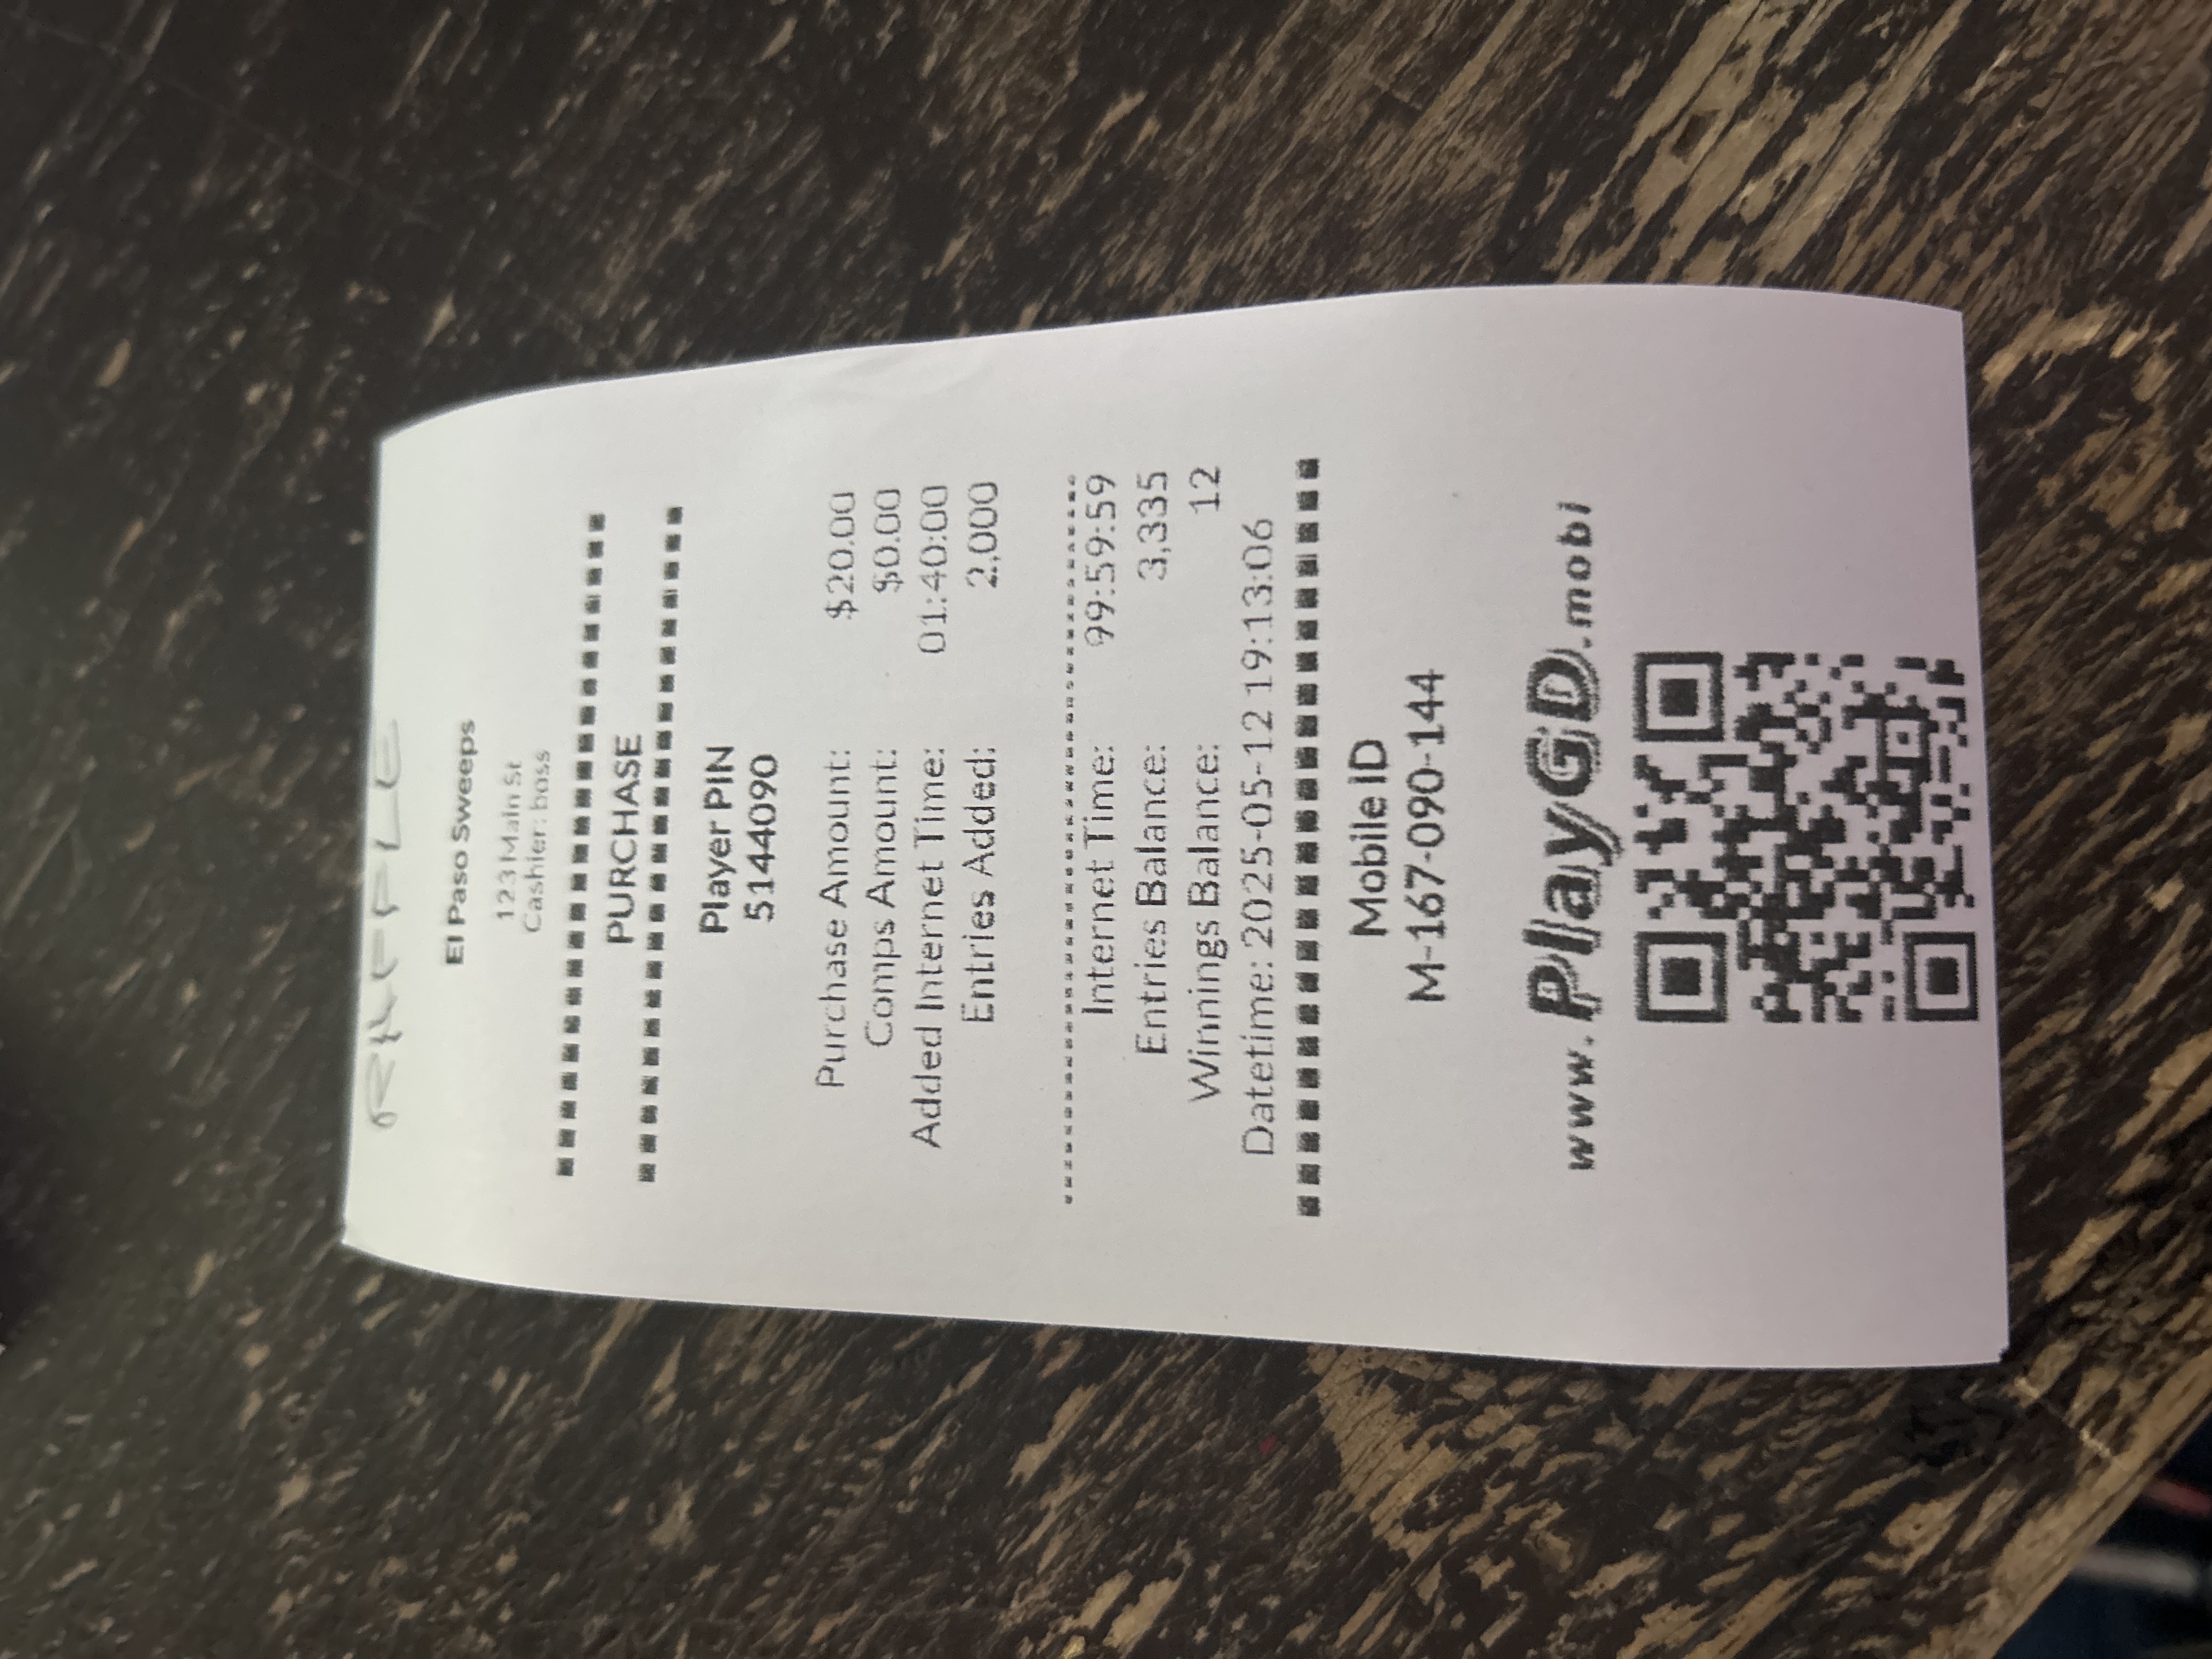 RAFFLE
El Paso Sweeps
123 Main St
Cashier: boss
PURCHASE
Player PIN
5144090
Purchase Amount: $20.00
Comps Amount: $0.00
Added Internet Time: 01:40:00
Entries Added: 2,000
Internet Time: 99:59:59
Entries Balance: 3,335
Winnings Balance: 12
Datetime: 2025-05-12 19:13:06
Mobile ID
M-167-090-144
www.PlayGD.mobi